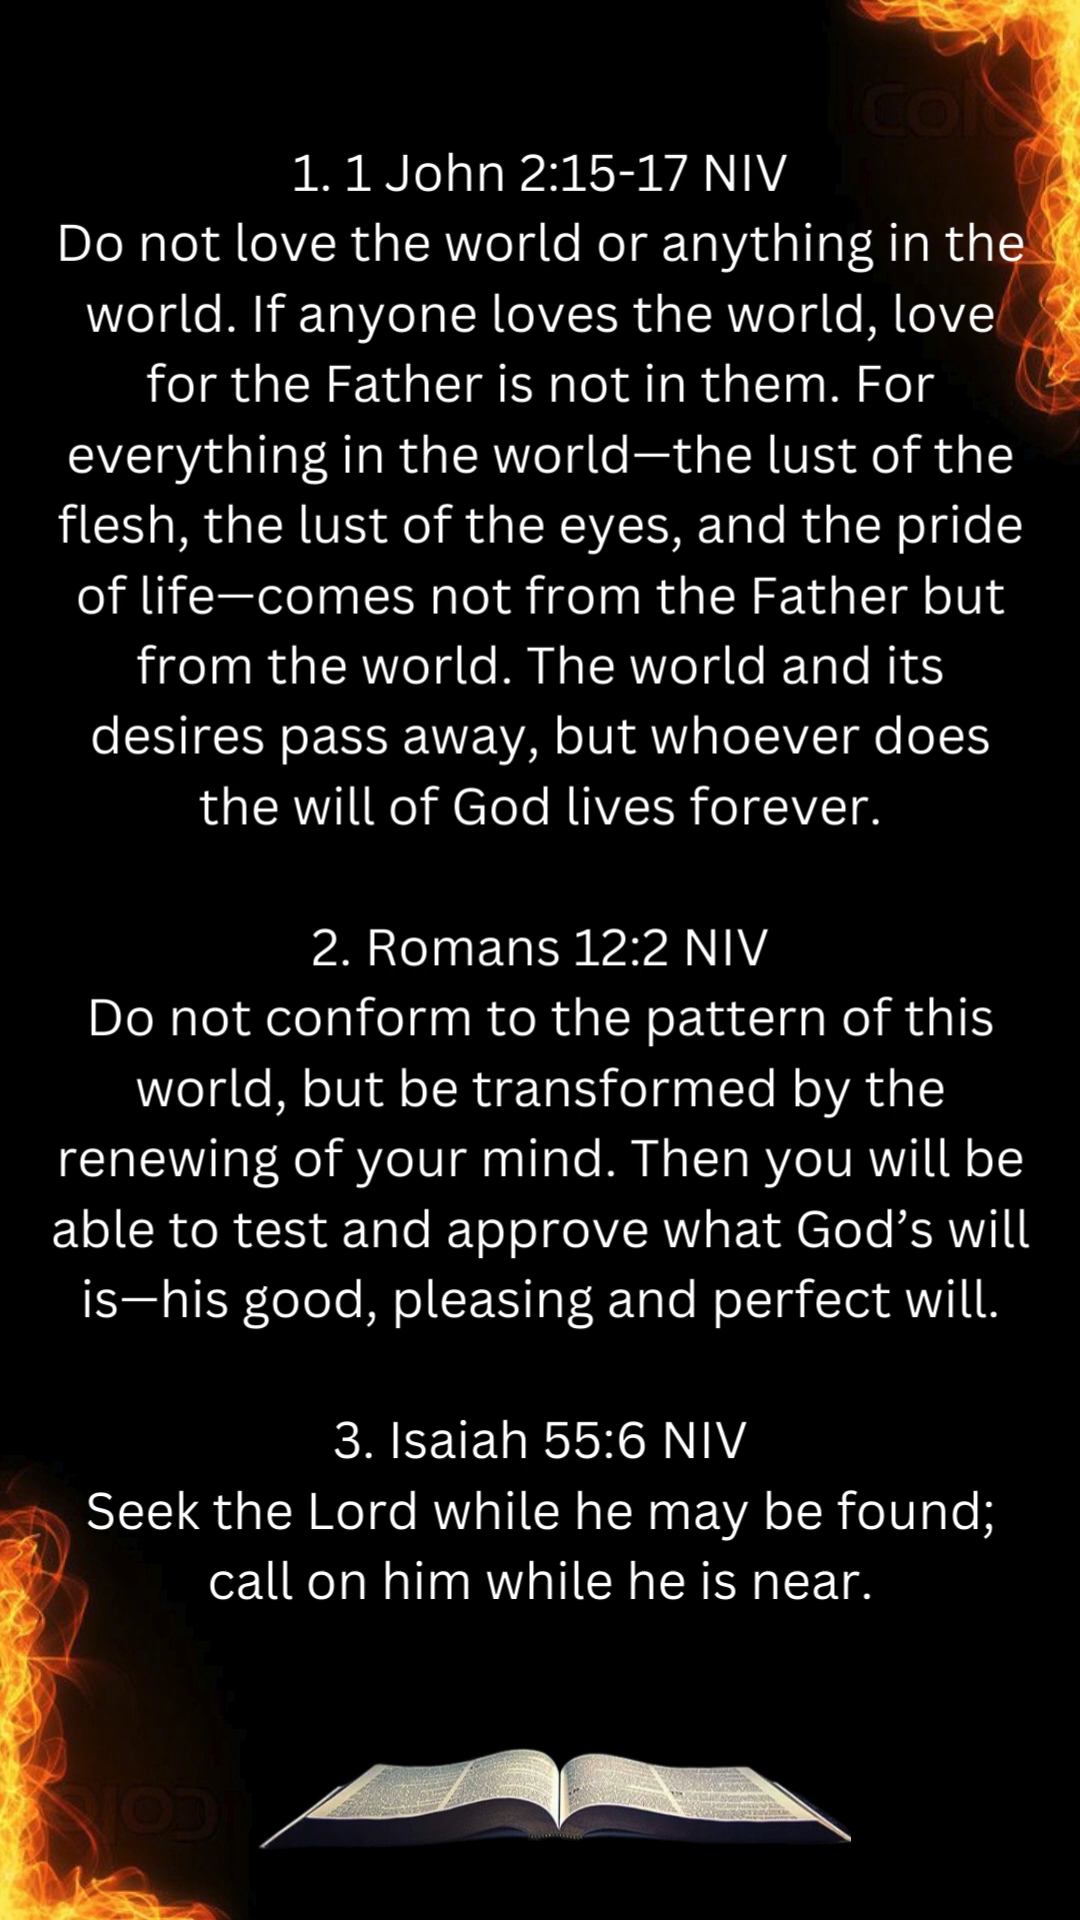 1. 1 John 2:15-17 NIV
Do not love the world or anything in the
world. If anyone loves the world, love
for the Father is not in them. For
everything in the world—the lust of the
flesh, the lust of the eyes, and the pride
of life—comes not from the Father but
from the world. The world and its
desires pass away, but whoever does
the will of God lives forever.
2. Romans 12:2 NIV
Do not conform to the pattern of this
world, but be transformed by the
renewing of your mind. Then you will be
able to test and approve what God’s will
is—his good, pleasing and perfect will.
3. Isaiah 55:6 NIV
Seek the Lord while he may be found;
call on him while he is near.